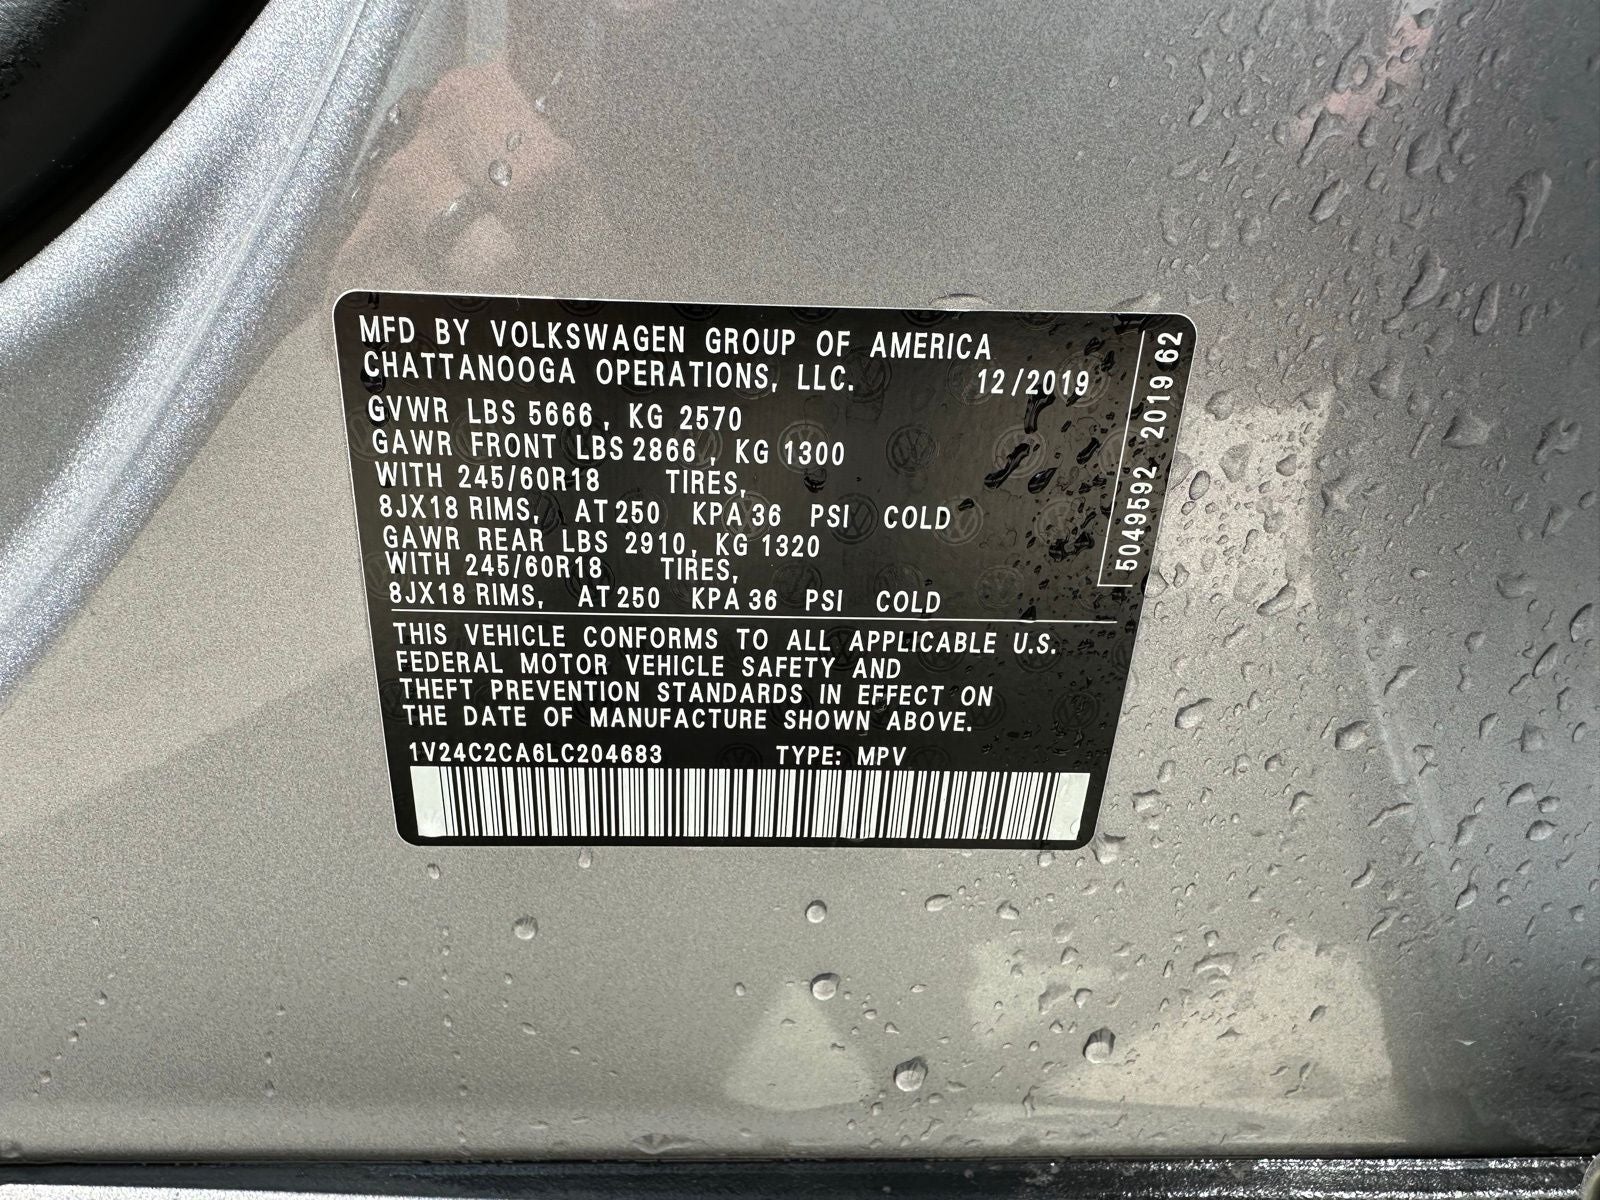 MFD BY VOLKSWAGEN GROUP OF AMERICA
CHATTANOOGA OPERATIONS, LLC. 12/2019
GVWR LBS 5666, KG 2570
GAWR FRONT LBS 2866, KG 1300
WITH 245/60R18 TIRES,
8JX18 RIMS, AT 250 KPA 36 PSI COLD
GAWR REAR LBS 2910, KG 1320
WITH 245/60R18 TIRES,
8JX18 RIMS, AT 250 KPA 36 PSI COLD
THIS VEHICLE CONFORMS TO ALL APPLICABLE U.S.
FEDERAL MOTOR VEHICLE SAFETY AND
THEFT PREVENTION STANDARDS IN EFFECT ON
THE DATE OF MANUFACTURE SHOWN ABOVE.
1V24C2CA6LC204683 TYPE: MPV
5049592 201962